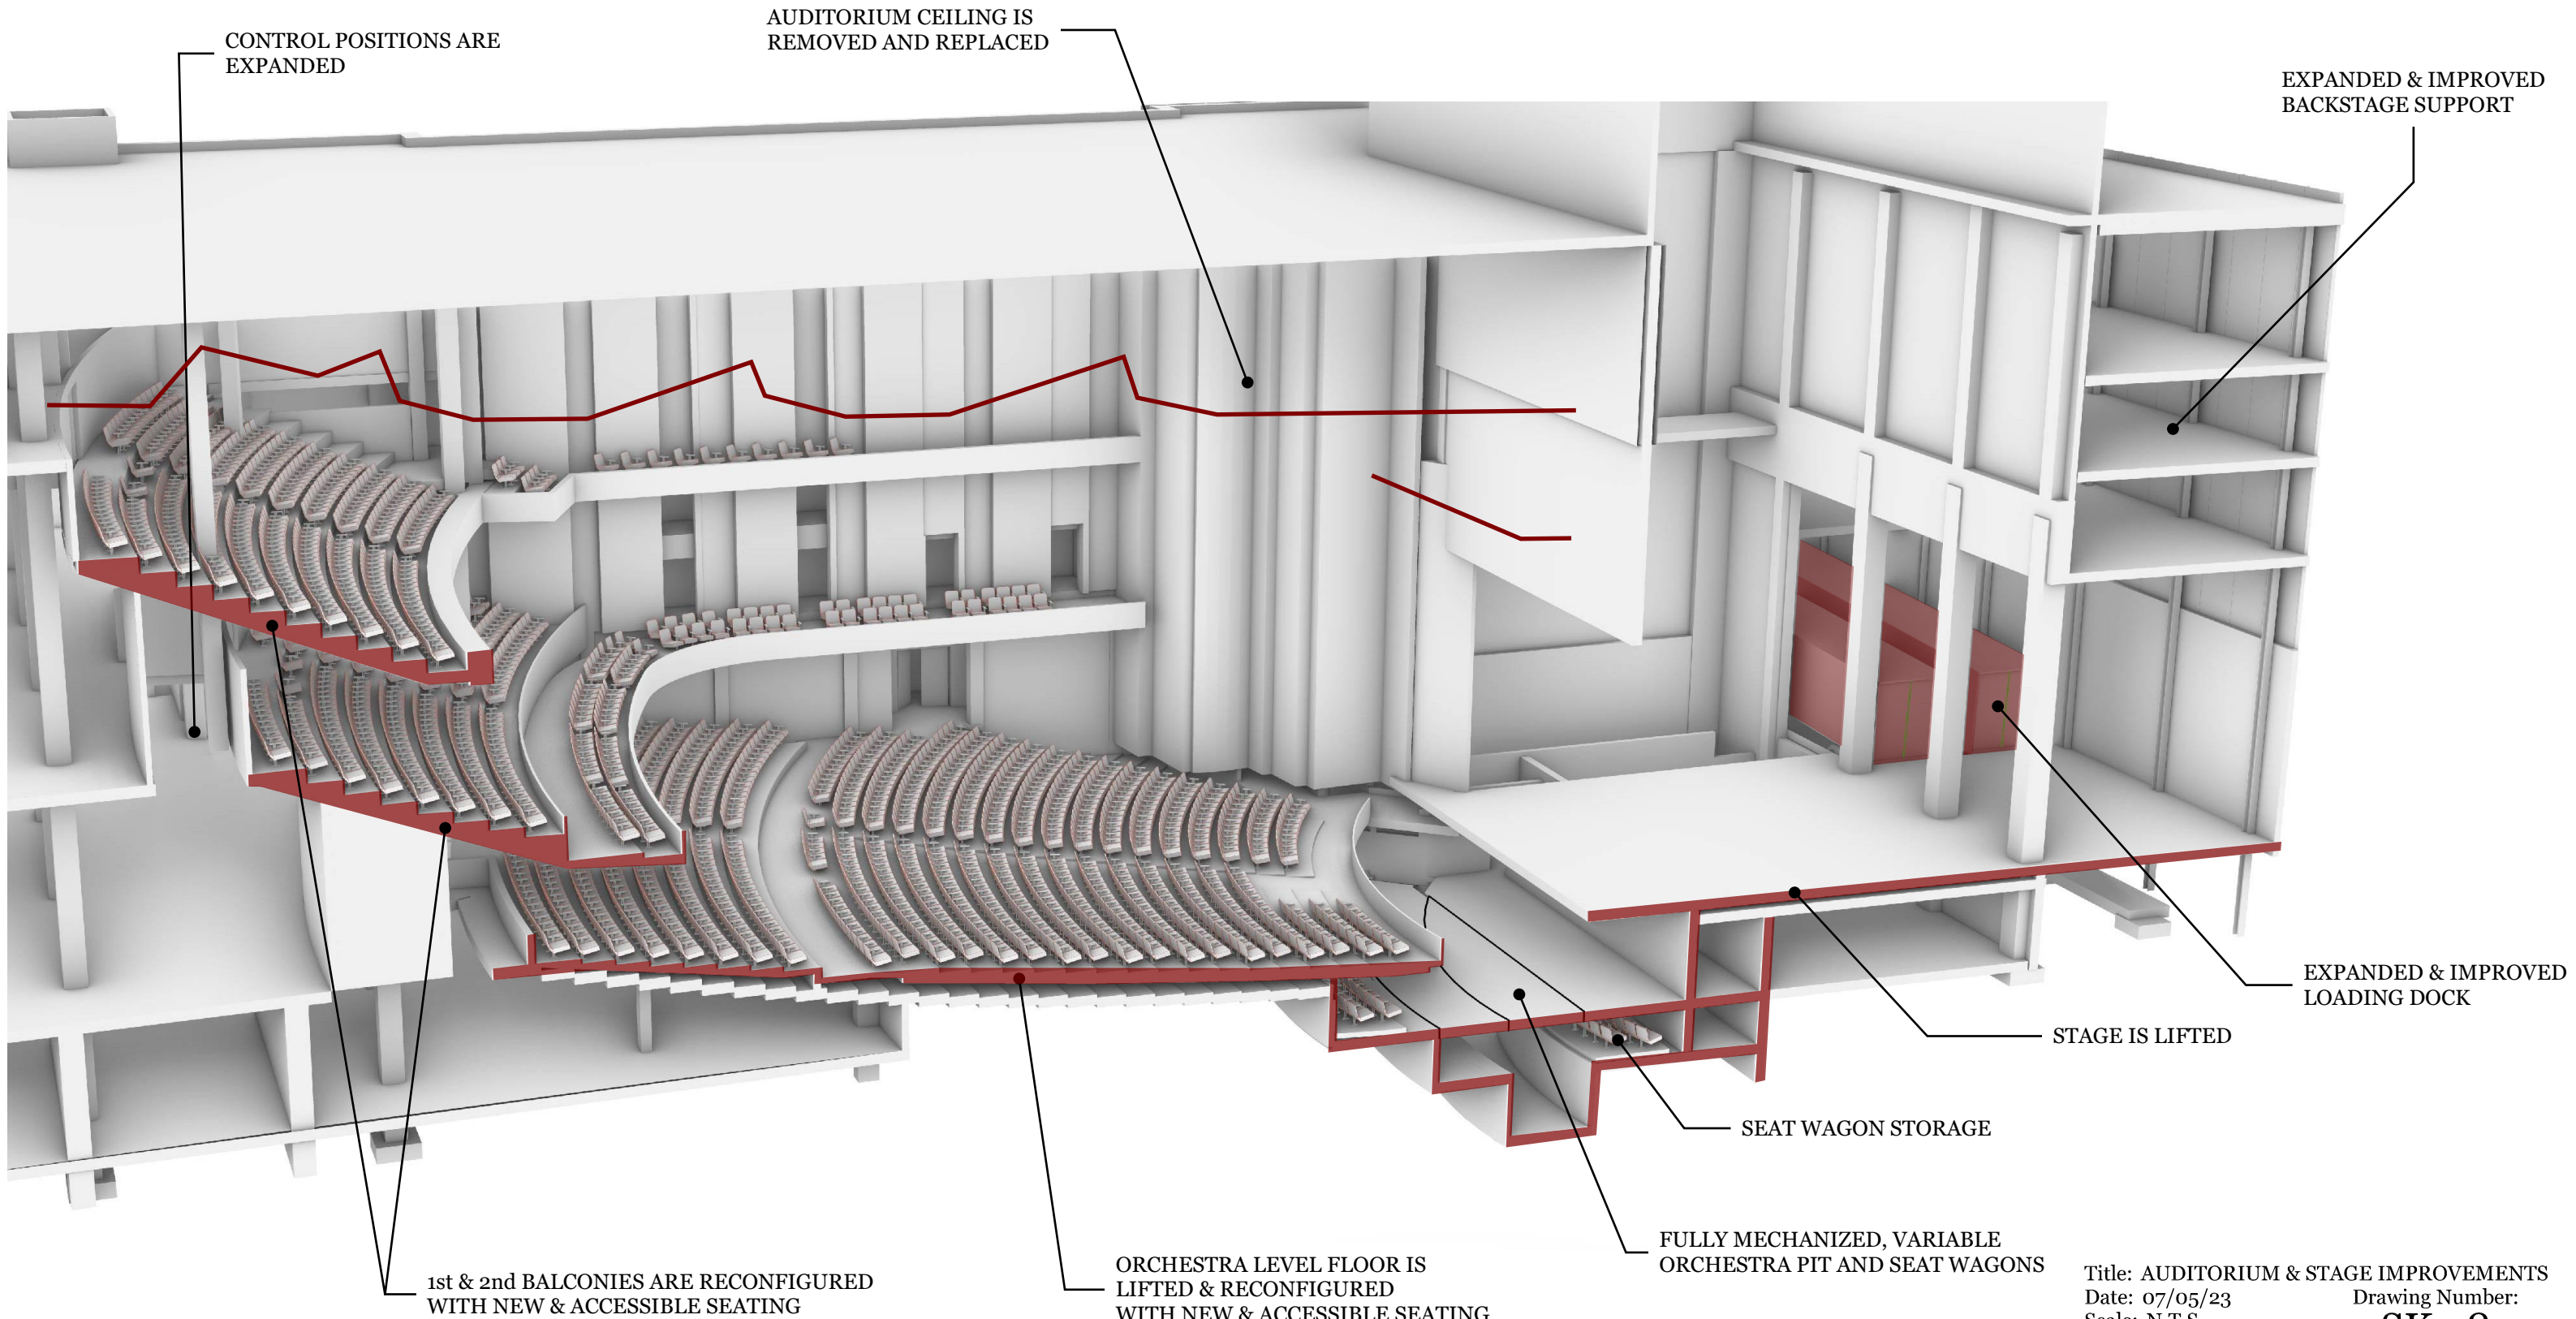 AUDITORIUM CEILING IS
REMOVED AND REPLACED
CONTROL POSITIONS ARE
EXPANDED
EXPANDED & IMPROVED
BACKSTAGE SUPPORT
EXPANDED & IMPROVED
LOADING DOCK
STAGE IS LIFTED
SEAT WAGON STORAGE
FULLY MECHANIZED, VARIABLE
ORCHESTRA PIT AND SEAT WAGONS
ORCHESTRA LEVEL FLOOR IS
LIFTED & RECONFIGURED
WITH NEW & ACCESSIBLE SEATING
1st & 2nd BALCONIES ARE RECONFIGURED
WITH NEW & ACCESSIBLE SEATING
Title: AUDITORIUM & STAGE IMPROVEMENTS
Date: 07/05/23 Drawing Number:
Scale: N.T.S.